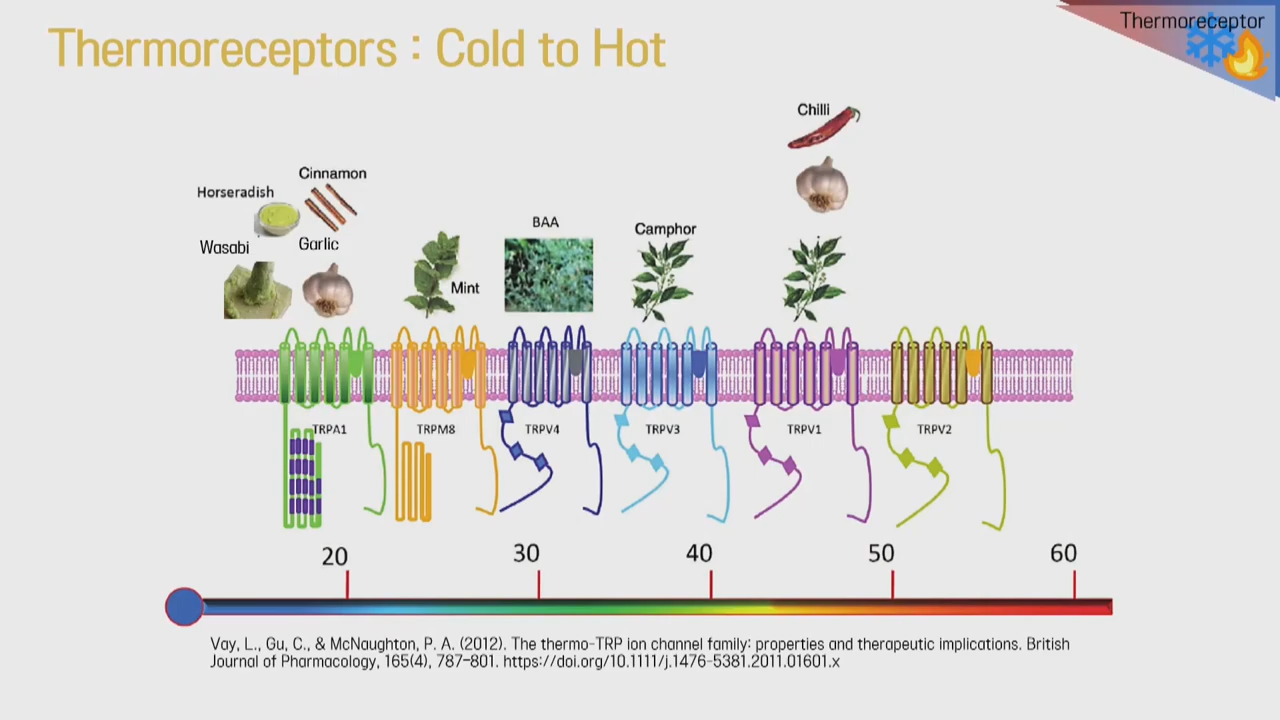 Thermoreceptor
Thermoreceptors : Cold to Hot
Chilli
Cinnamon
Horseradish
BAA
Camphor
Wasabi
Garlic
Mint
TRPA1
TRPM8
TRPV4
TRPV3
TRPV1
TRPV2
20
30
40
50
60
Vay, L., Gu, C., & McNaughton, P. A. (2012). The thermo-TRP ion channel family: properties and therapeutic implications. British
Journal of Pharmacology, 165(4), 787–801. https://doi.org/10.1111/j.1476-5381.2011.01601.x